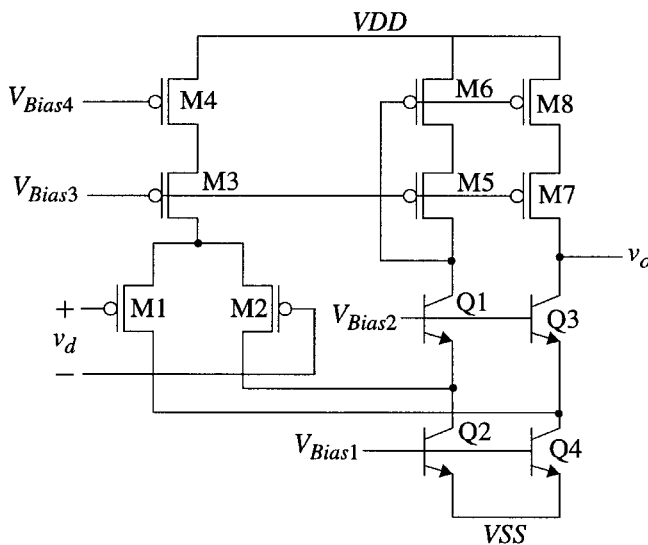 VDD
V_Bias4
M4
M6
M8
V_Bias3
M3
M5
M7
v_o
+
v_d
−
M1
M2
V_Bias2
Q1
Q3
V_Bias1
Q2
Q4
VSS